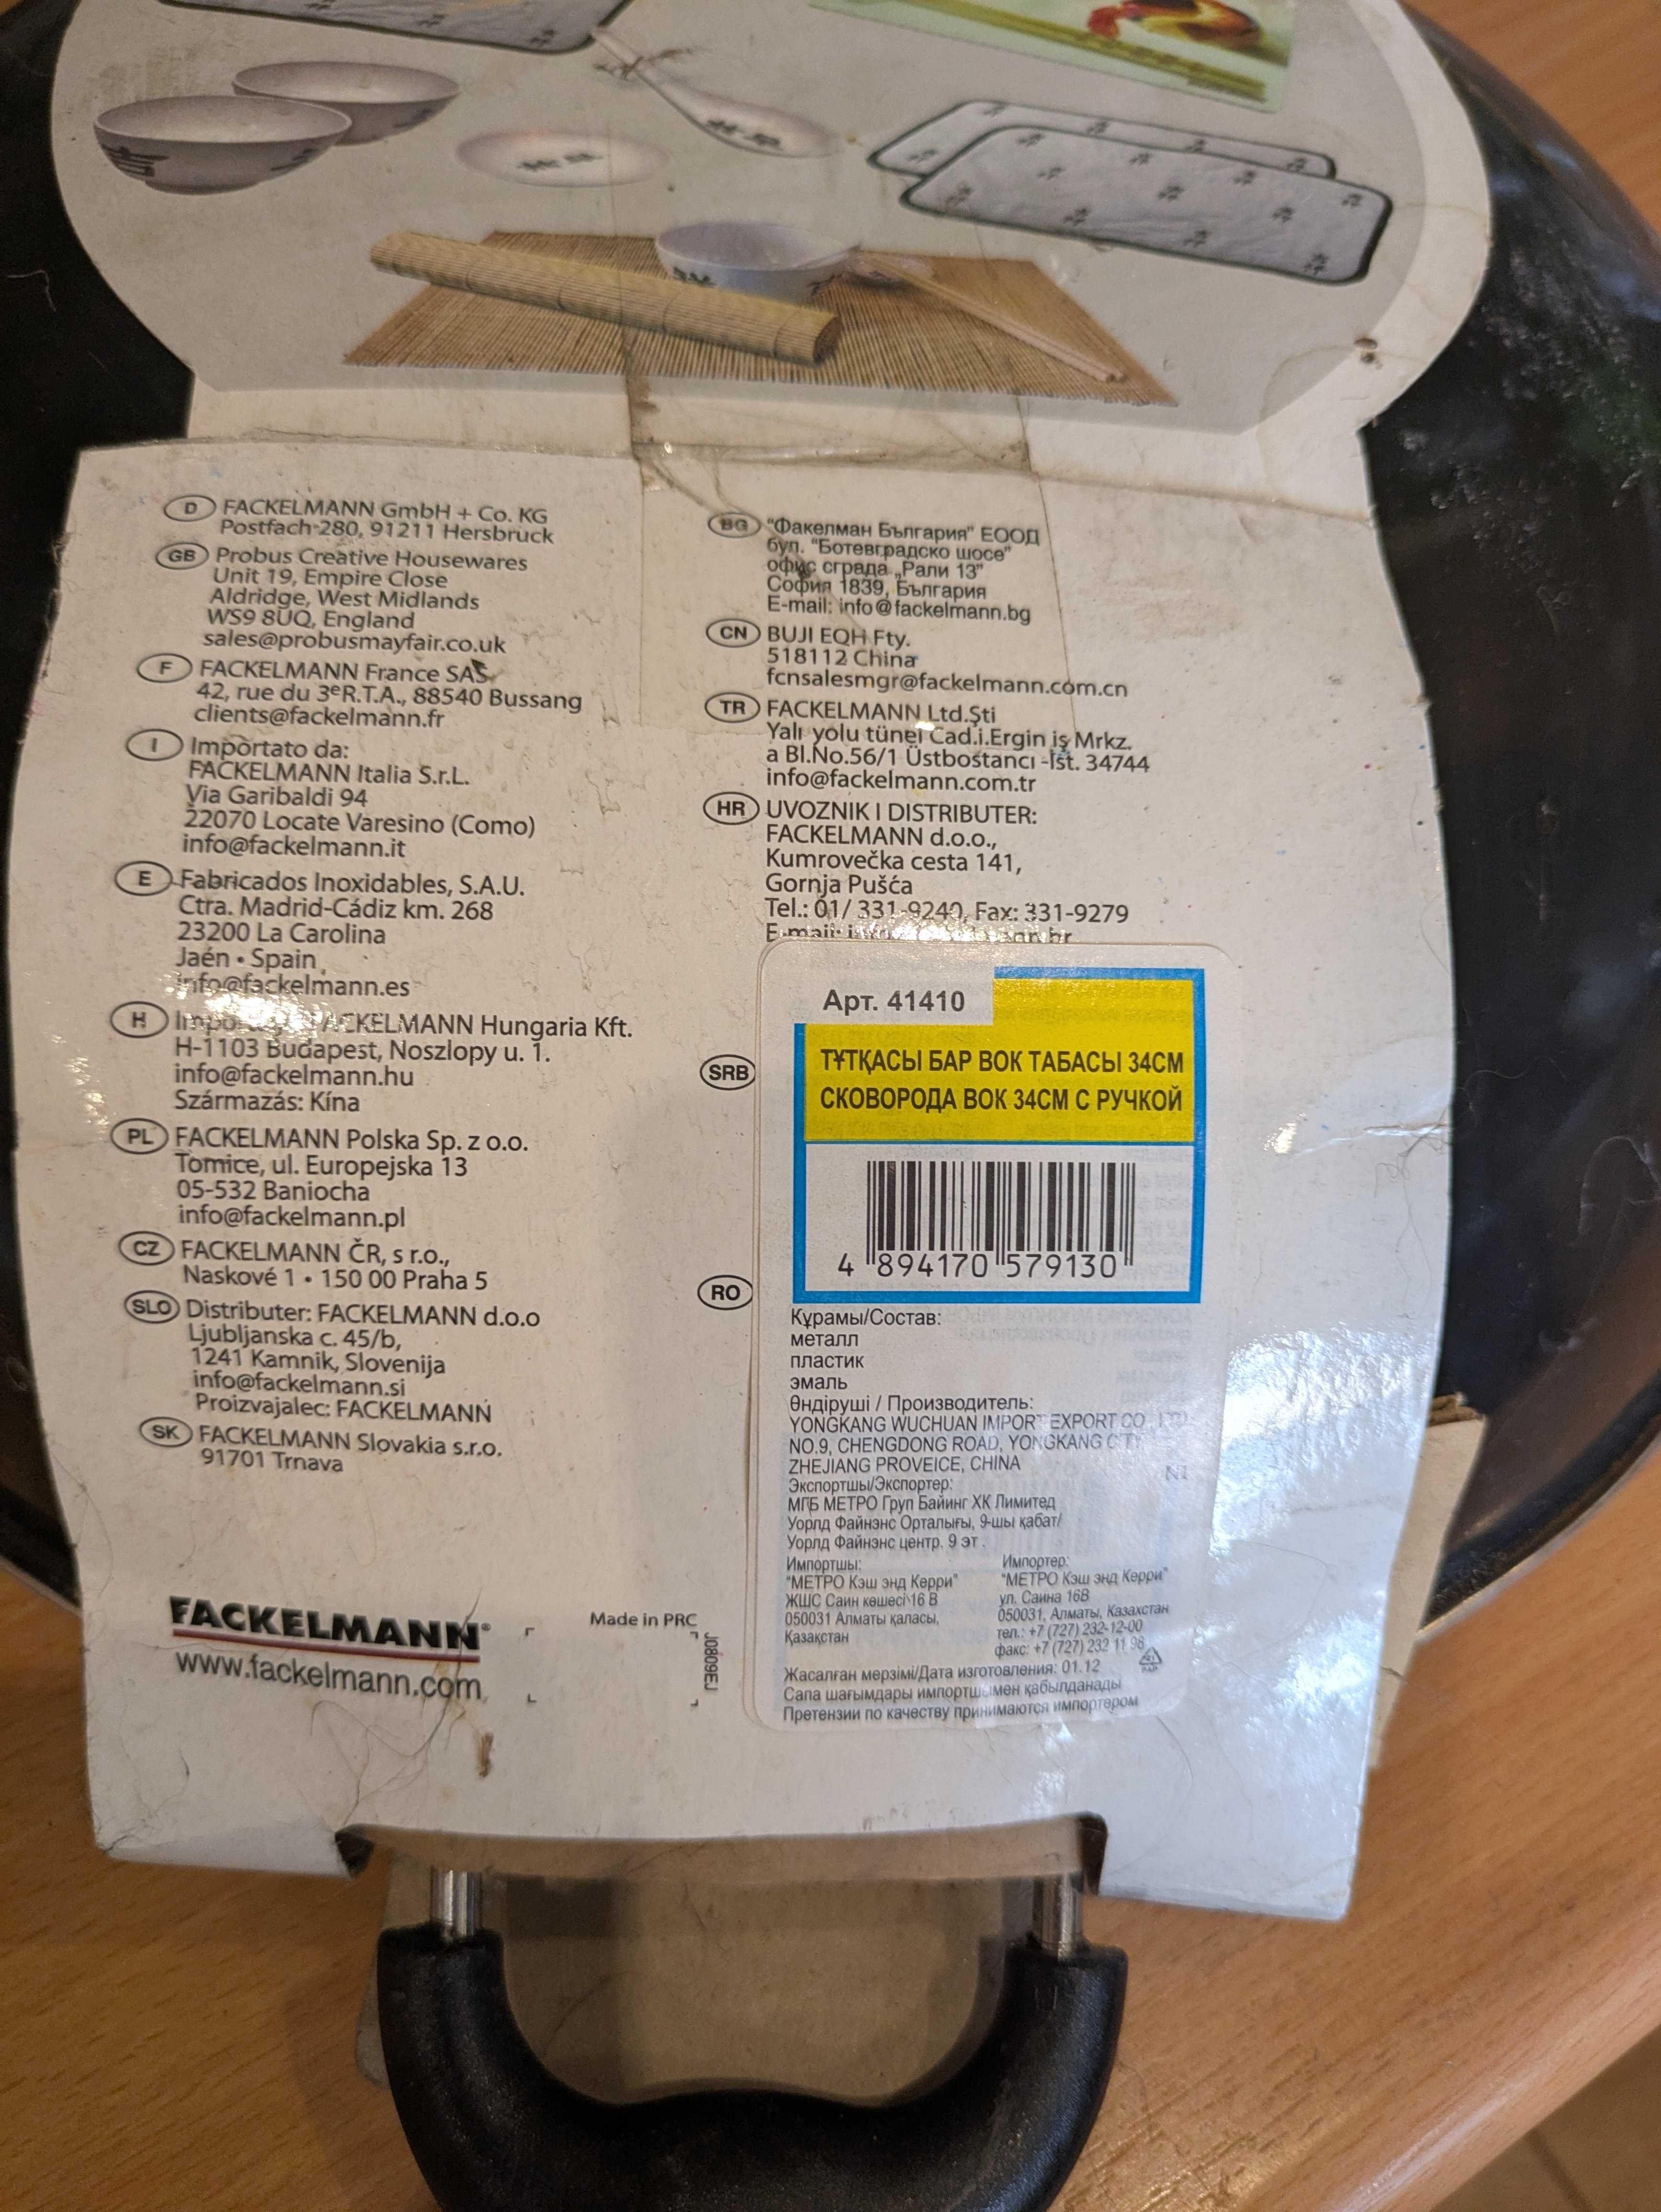 D FACKELMANN GmbH + Co. KG
Postfach 280, 91211 Hersbruck
GB Probus Creative Housewares
Unit 19, Empire Close
Aldridge, West Midlands
WS9 8UQ, England
sales@probusmayfair.co.uk
F FACKELMANN France SAS
42, rue du 3eR.T.A., 88540 Bussang
clients@fackelmann.fr
I Importato da:
FACKELMANN Italia S.r.L.
Via Garibaldi 94
22070 Locate Varesino (Como)
info@fackelmann.it
E Fabricados Inoxidables, S.A.U.
Ctra. Madrid-Cádiz km. 268
23200 La Carolina
Jaén • Spain
info@fackelmann.es
H FACKELMANN Hungaria Kft.
H-1103 Budapest, Noszlopy u. 1.
info@fackelmann.hu
Származás: Kína
PL FACKELMANN Polska Sp. z o.o.
Tomice, ul. Europejska 13
05-532 Baniocha
info@fackelmann.pl
CZ FACKELMANN ČR, s r.o.,
Naskové 1 • 150 00 Praha 5
SLO Distributer: FACKELMANN d.o.o
Ljubljanska c. 45/b,
1241 Kamnik, Slovenija
info@fackelmann.si
Proizvajalec: FACKELMANN
SK FACKELMANN Slovakia s.r.o.
91701 Trnava
FACKELMANN®
www.fackelmann.com
Made in PRC
J0809EJ
BG "Факелман България" ЕООД
бул. "Ботевградско шосе"
офис сграда „Рали 13"
София 1839, България
E-mail: info@fackelmann.bg
CN BUJI EQH Fty.
518112 China
fcnsalesmgr@fackelmann.com.cn
TR FACKELMANN Ltd.Şti
Yalı yolu tünel Cad.i.Ergin iş Mrkz.
a Bl.No.56/1 Üstbostancı -İst. 34744
info@fackelmann.com.tr
HR UVOZNIK I DISTRIBUTER:
FACKELMANN d.o.o.,
Kumrovečka cesta 141,
Gornja Pušća
Tel.: 01/ 331-9240, Fax: 331-9279
SRB
RO
Арт. 41410
ТҰТҚАСЫ БАР ВОК ТАБАСЫ 34СМ
СКОВОРОДА ВОК 34СМ С РУЧКОЙ
4 894170 579130
Құрамы/Состав:
металл
пластик
эмаль
Өндіруші / Производитель:
YONGKANG WUCHUAN IMPORT EXPORT CO
NO.9, CHENGDONG ROAD, YONGKANG CITY
ZHEJIANG PROVEICE, CHINA
Экспортшы/Экспортер:
МГБ МЕТРО Груп Байинг ХК Лимитед
Уорлд Файнэнс Орталығы, 9-шы қабат/
Уорлд Файнэнс центр. 9 эт .
Импортшы:
"МЕТРО Кэш энд Керри"
ЖШС Саин көшесі 16 В
050031 Алматы қаласы,
Қазақстан
Импортер:
"МЕТРО Кэш энд Керри"
ул. Саина 16В
050031, Алматы, Казахстан
тел.: +7 (727) 232-12-00
факс: +7 (727) 232 11 98
Жасалған мерзімі/Дата изготовления: 01.12
Сапа шағымдары импортшымен қабылданады
Претензии по качеству принимаются импортером